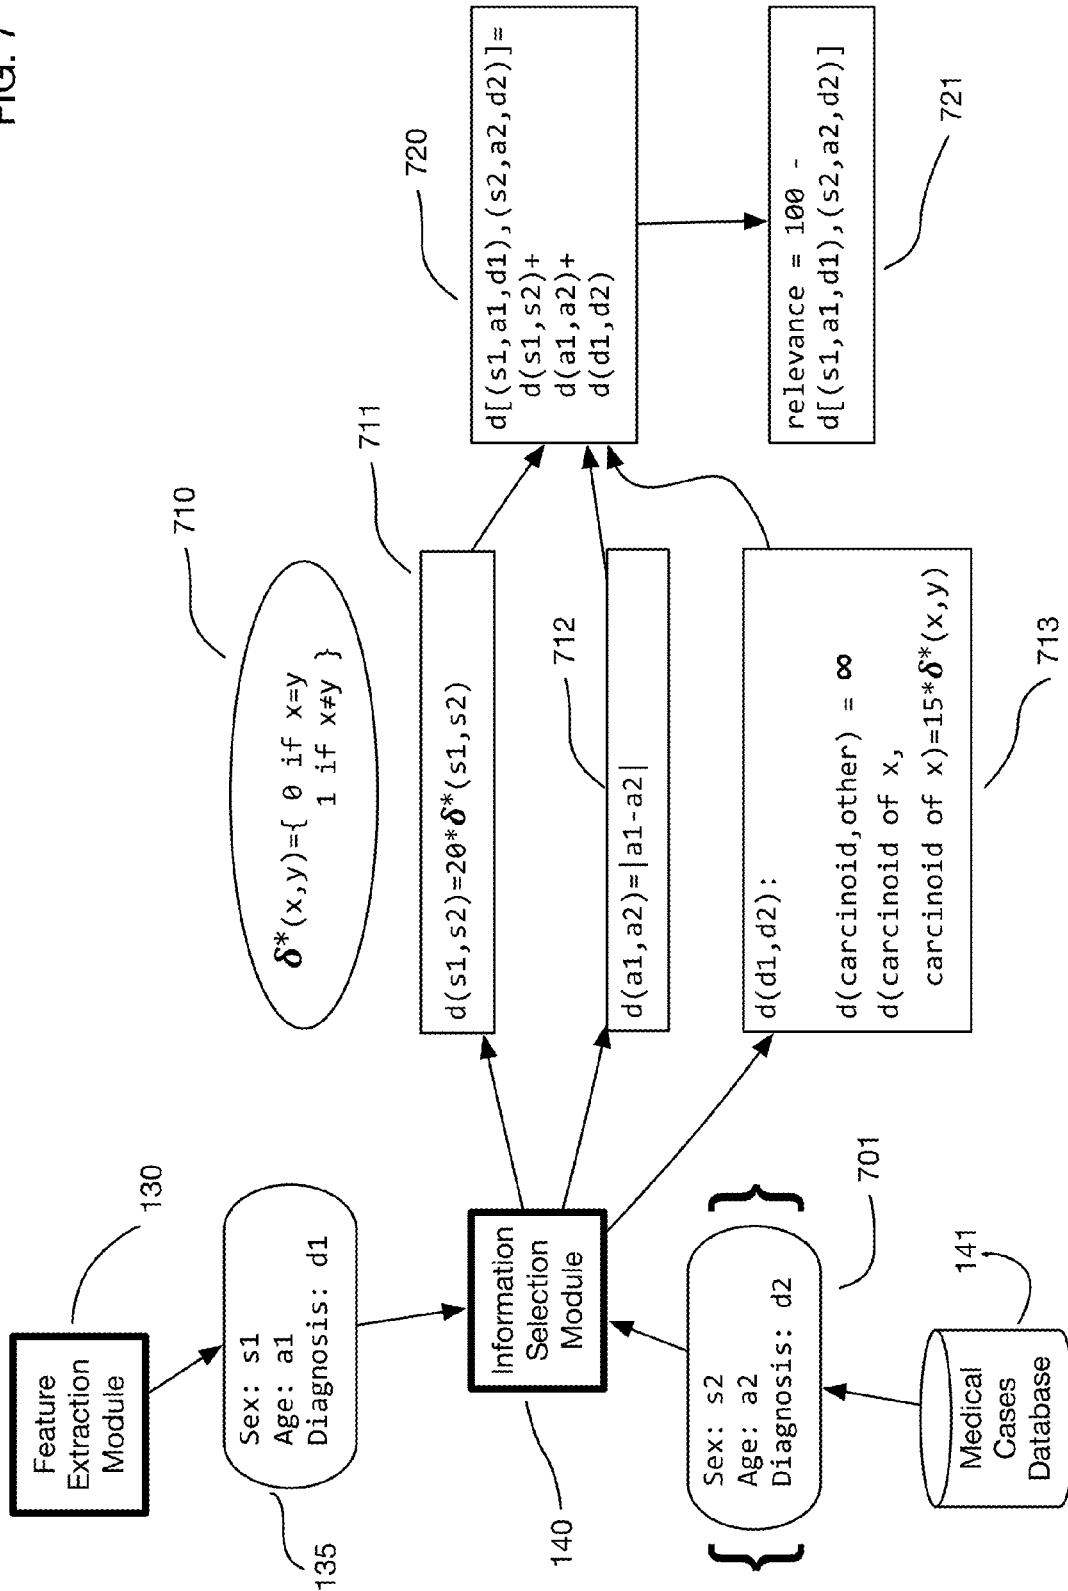 FIG. 7
Feature
Extraction
Module
130
Sex: s1
Age: a1
Diagnosis: d1
135
Information
Selection
Module
140
Sex: s2
Age: a2
Diagnosis: d2
{ }
701
Medical
Cases
Database
141
δ*(x,y)={ 0 if x=y
1 if x≠y }
710
d(s1,s2)=20*δ*(s1,s2)
711
d(a1,a2)=|a1-a2|
712
d(d1,d2):
d(carcinoid,other) = ∞
d(carcinoid of x,
carcinoid of x)=15*δ*(x,y)
713
d[(s1,a1,d1),(s2,a2,d2)]=
d(s1,s2)+
d(a1,a2)+
d(d1,d2)
720
relevance = 100 -
d[(s1,a1,d1),(s2,a2,d2)]
721